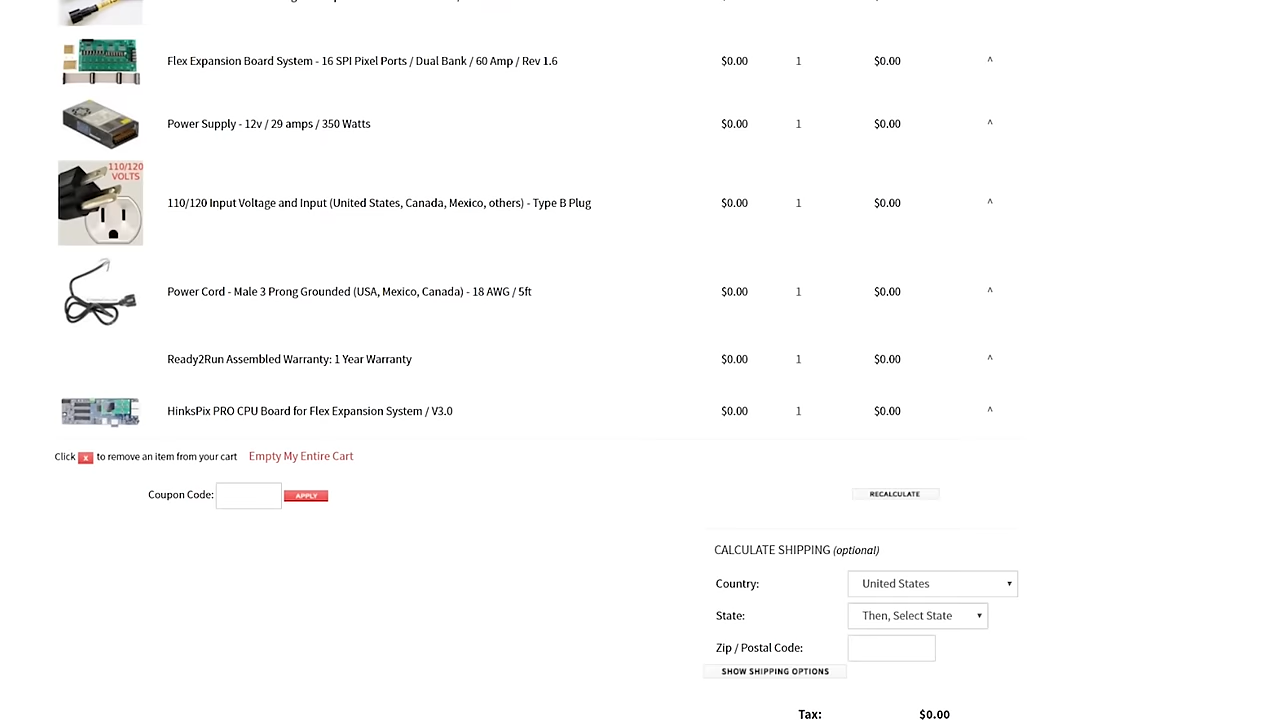 Flex Expansion Board System - 16 SPI Pixel Ports / Dual Bank / 60 Amp / Rev 1.6 $0.00 1 $0.00 ^
Power Supply - 12v / 29 amps / 350 Watts $0.00 1 $0.00 ^
110/120
VOLTS
110/120 Input Voltage and Input (United States, Canada, Mexico, others) - Type B Plug $0.00 1 $0.00 ^
Power Cord - Male 3 Prong Grounded (USA, Mexico, Canada) - 18 AWG / 5ft $0.00 1 $0.00 ^
Ready2Run Assembled Warranty: 1 Year Warranty $0.00 1 $0.00 ^
HinksPix PRO CPU Board for Flex Expansion System / V3.0 $0.00 1 $0.00 ^
Click x to remove an item from your cart Empty My Entire Cart
Coupon Code: APPLY
RECALCULATE
CALCULATE SHIPPING (optional)
Country: United States
State: Then, Select State
Zip / Postal Code:
SHOW SHIPPING OPTIONS
Tax: $0.00